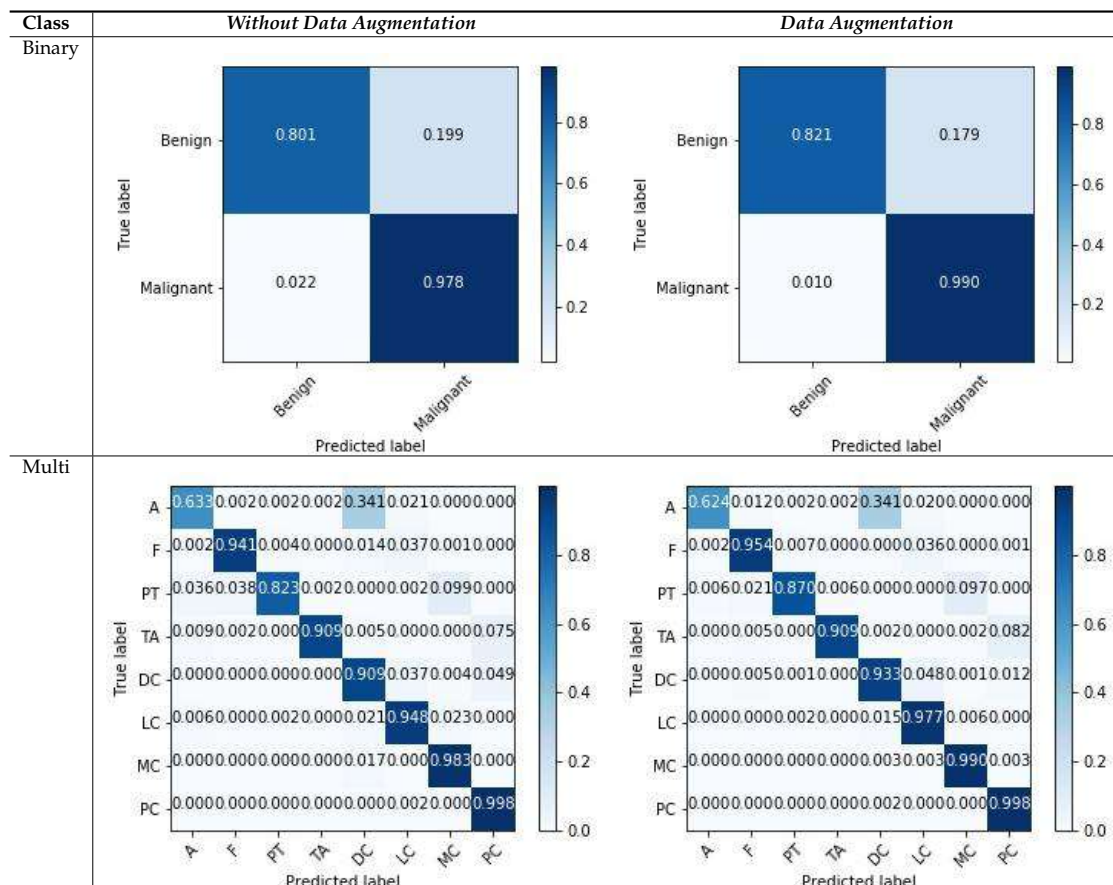 Class Without Data Augmentation Data Augmentation
Binary
Benign 0.801 0.199
Malignant 0.022 0.978
True label
Benign Malignant
Predicted label
0.8
0.6
0.4
0.2
Benign 0.821 0.179
Malignant 0.010 0.990
True label
Benign Malignant
Predicted label
0.8
0.6
0.4
0.2
Multi
A 0.633 0.002 0.002 0.002 0.341 0.021 0.000 0.000
F 0.002 0.941 0.004 0.000 0.014 0.037 0.001 0.000
PT 0.036 0.038 0.823 0.002 0.000 0.002 0.099 0.000
TA 0.009 0.002 0.000 0.909 0.005 0.000 0.000 0.075
DC 0.000 0.000 0.000 0.000 0.909 0.037 0.004 0.049
LC 0.006 0.000 0.002 0.000 0.021 0.948 0.023 0.000
MC 0.000 0.000 0.000 0.000 0.017 0.000 0.983 0.000
PC 0.000 0.000 0.000 0.000 0.000 0.002 0.000 0.998
True label
A F PT TA DC LC MC PC
Predicted label
0.8
0.6
0.4
0.2
0.0
A 0.624 0.012 0.002 0.002 0.341 0.020 0.000 0.000
F 0.002 0.954 0.007 0.000 0.000 0.036 0.000 0.001
PT 0.006 0.021 0.870 0.006 0.000 0.000 0.097 0.000
TA 0.000 0.005 0.000 0.909 0.002 0.000 0.002 0.082
DC 0.000 0.005 0.001 0.000 0.933 0.048 0.001 0.012
LC 0.000 0.000 0.002 0.000 0.015 0.977 0.006 0.000
MC 0.000 0.000 0.000 0.000 0.003 0.003 0.990 0.003
PC 0.000 0.000 0.000 0.000 0.002 0.000 0.000 0.998
True label
A F PT TA DC LC MC PC
Predicted label
0.8
0.6
0.4
0.2
0.0